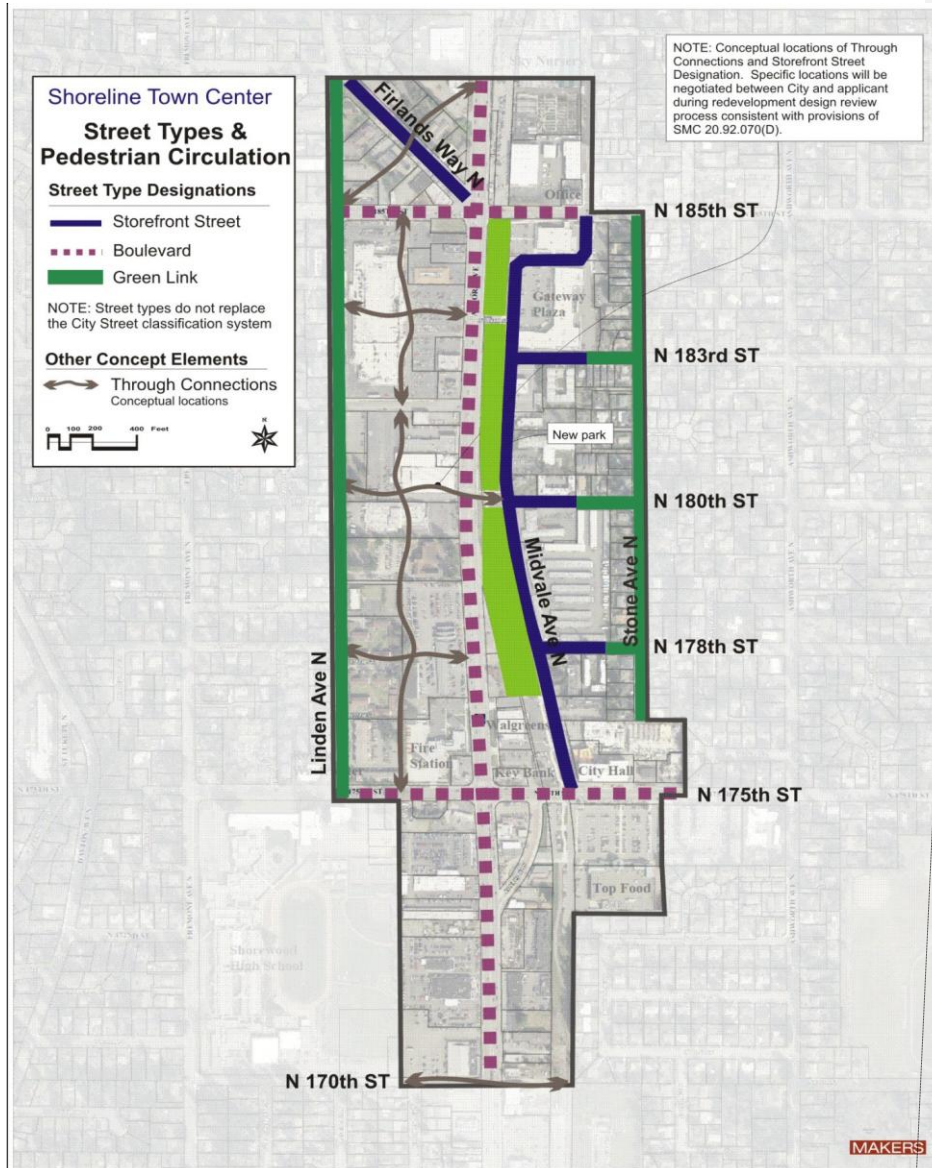 Sky Nursery
NOTE: Conceptual locations of Through
Connections and Storefront Street
Designation. Specific locations will be
negotiated between City and applicant
during redevelopment design review
process consistent with provisions of
SMC 20.92.070(D).
Shoreline Town Center
Street Types &
Pedestrian Circulation
Street Type Designations
Storefront Street
Boulevard
Green Link
NOTE: Street types do not replace
the City Street classification system
Other Concept Elements
Through Connections
Conceptual locations
0 100 200 400 Feet
N
Firlands Way N
Office
N 185th ST
Gateway
Plaza
N 183rd ST
New park
N 180th ST
Midvale Ave N
Stone Ave N
N 178th ST
Linden Ave N
Walgreens
Fire
Station
Key Bank
City Hall
N 175th ST
Top Food
Shorewood
High School
FREMONT AVE N
ASHWORTH AVE N
N 170th ST
MAKERS